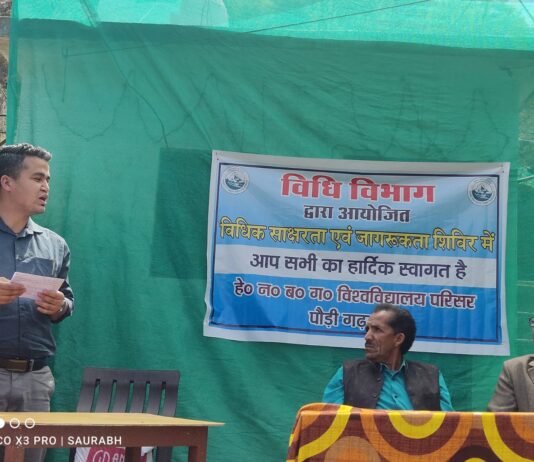 विधि विभाग
द्वारा आयोजित
विधिक साक्षरता एवं जागरूकता शिविर में
आप सभी का हार्दिक स्वागत है
हे० न० ब० ग० विश्वविद्यालय परिसर
पौड़ी
CO X3 PRO | SAURABH